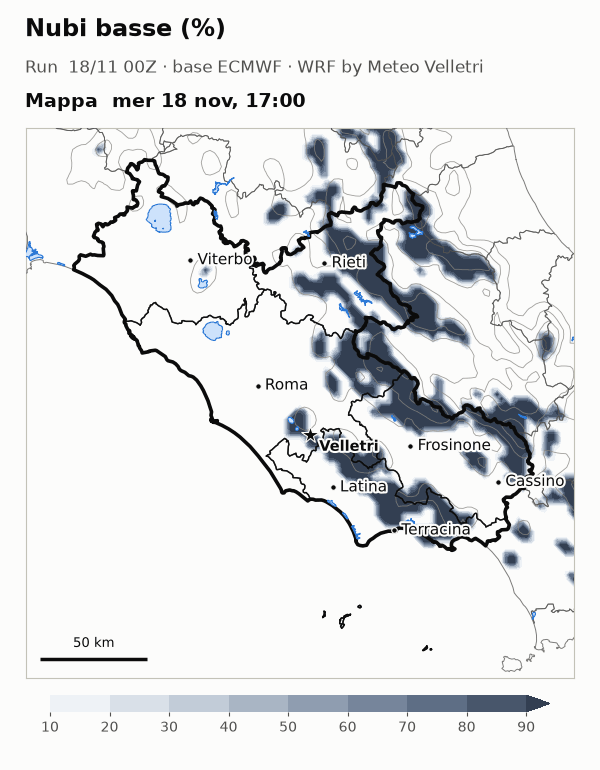 Nubi basse (%)
Run  18/11 00Z · base ECMWF · WRF by Meteo Velletri
Mappa  mer 18 nov, 17:00
Viterbo
Rieti
Roma
Velletri
Frosinone
Latina
Cassino
Terracina
50 km
10 20 30 40 50 60 70 80 90